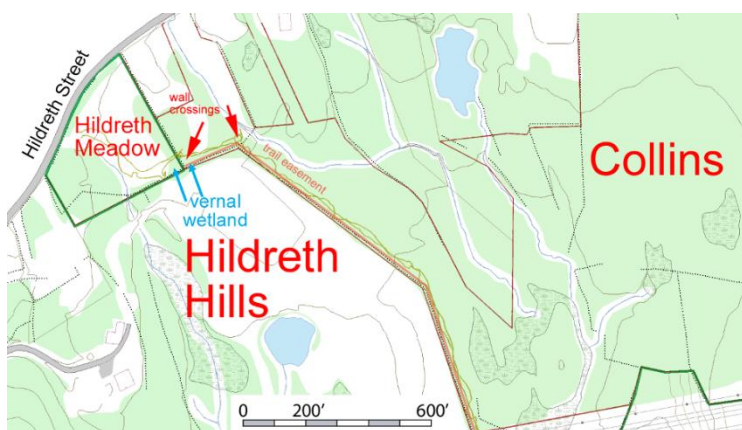 Hildreth Street
wall
crossings
Hildreth
Meadow
trail easement
Collins
vernal
wetland
Hildreth
Hills
0 200' 600'